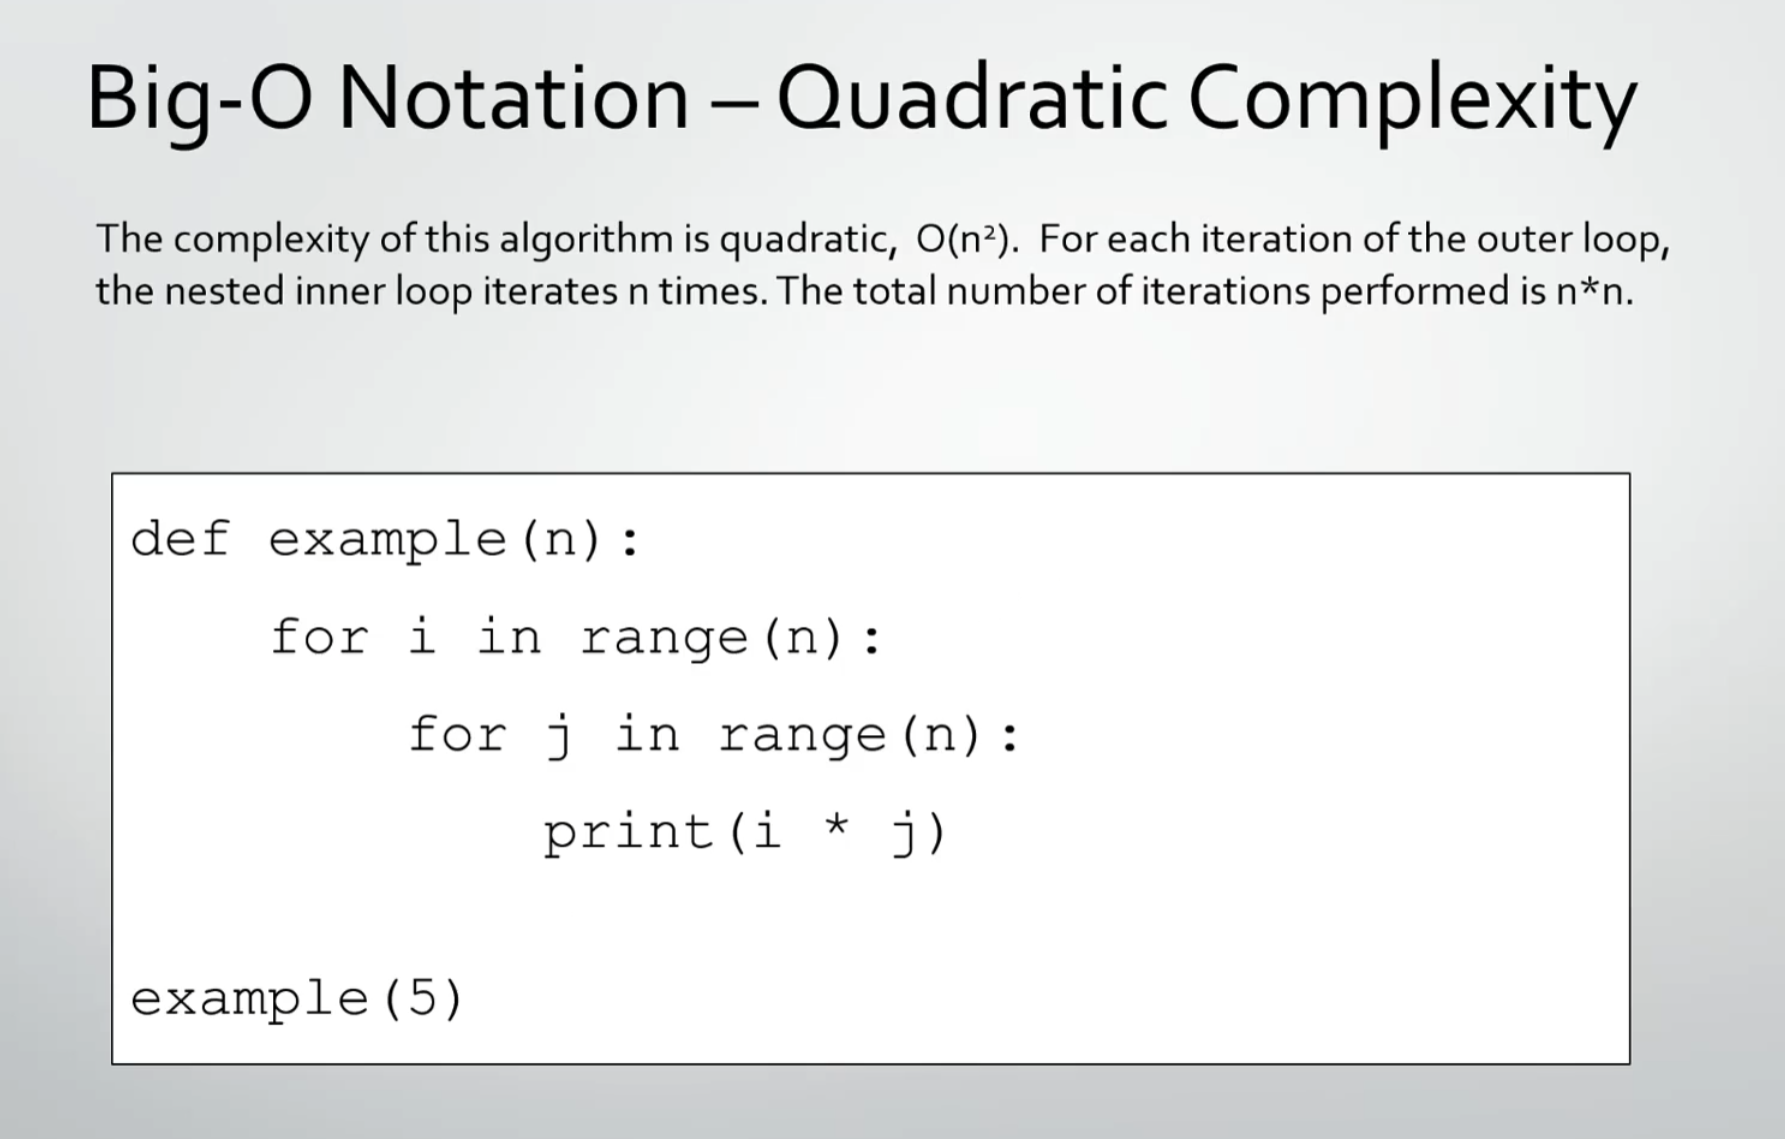 Big-O Notation – Quadratic Complexity
The complexity of this algorithm is quadratic, O(n²). For each iteration of the outer loop,
the nested inner loop iterates n times. The total number of iterations performed is n*n.
def example(n):
    for i in range(n):
        for j in range(n):
            print(i * j)
example(5)